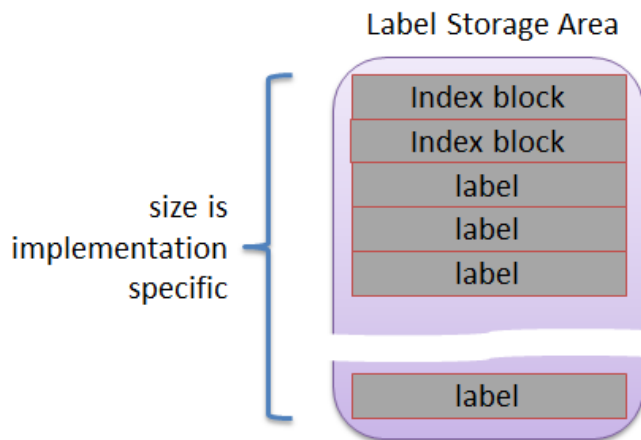 Label Storage Area
Index block
Index block
label
size is
implementation
specific
label
label
label